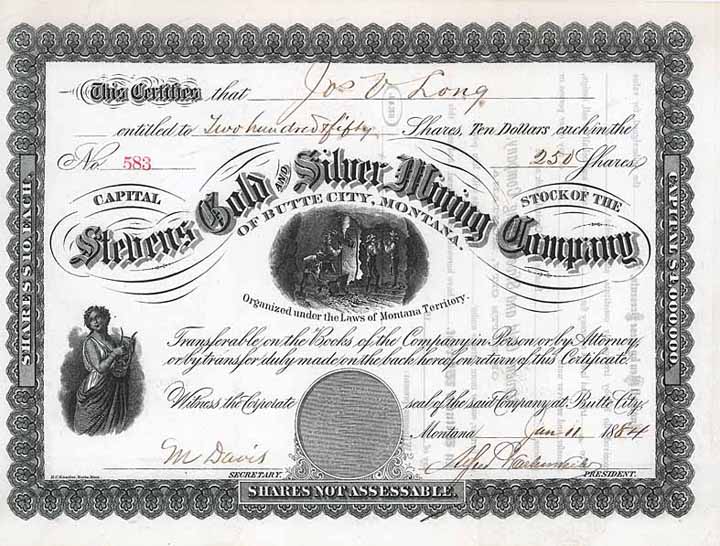 This Certifies that Jos V Long
entitled to Two hundred & fifty Shares, Ten Dollars each in the
No. 583 250 Shares
CAPITAL STOCK OF THE
Stevens Gold AND Silver Mining Company
OF BUTTE CITY, MONTANA.
Organized under the Laws of Montana Territory.
SHARES $10 EACH.
CAPITAL $1,000,000.
Transferable on the Books of the Company in Person or by Attorney,
or by transfer duly made on the back hereof on return of this Certificate.
Witness the Corporate seal of the said Company at Butte City,
Montana Jan 11 1884
M Davis Alfred
SECRETARY. PRESIDENT.
SHARES NOT ASSESSABLE.